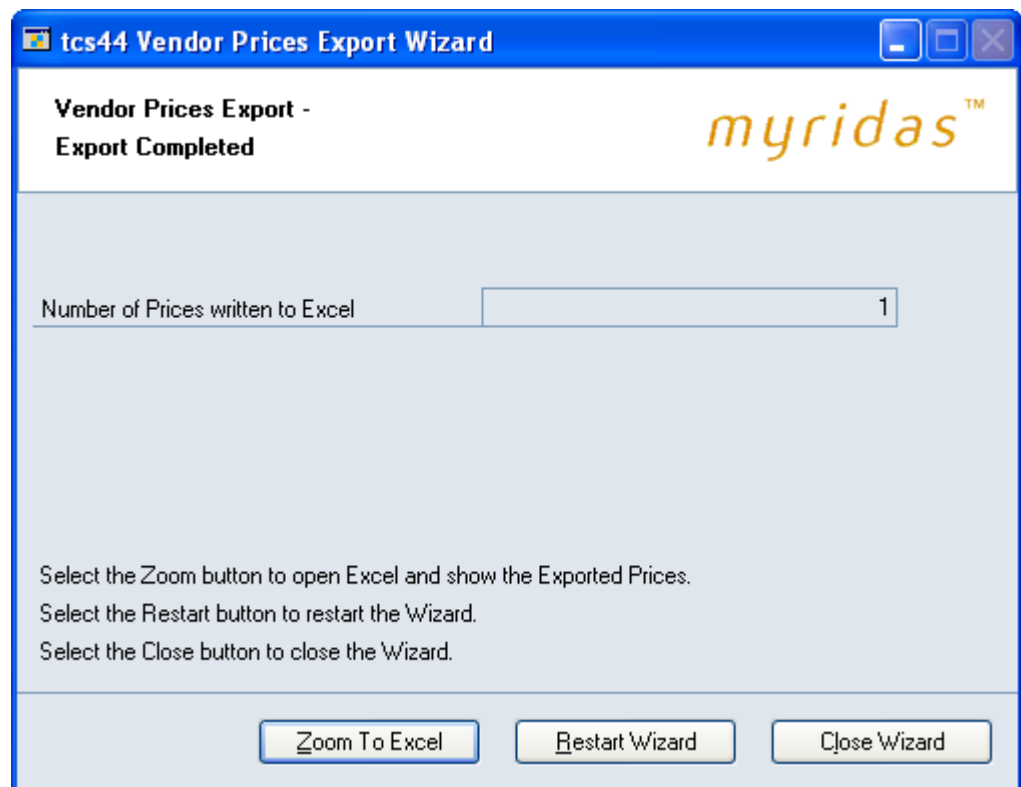 tcs44 Vendor Prices Export Wizard
Vendor Prices Export -
Export Completed
myridas™
Number of Prices written to Excel 1
Select the Zoom button to open Excel and show the Exported Prices.
Select the Restart button to restart the Wizard.
Select the Close button to close the Wizard.
Zoom To Excel Restart Wizard Close Wizard